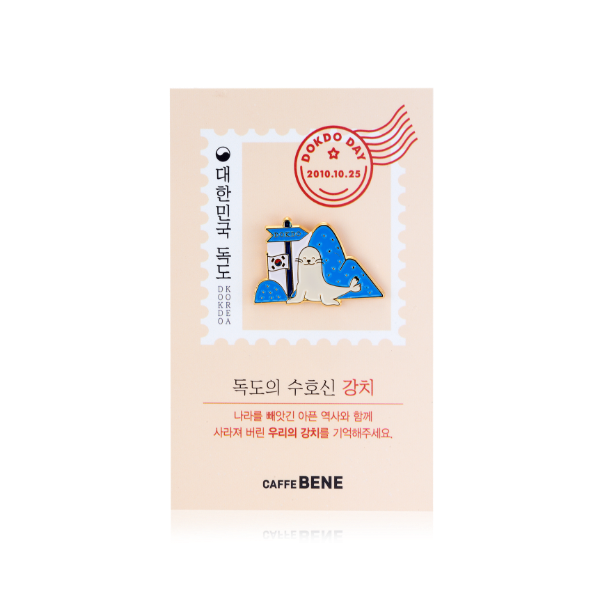 DOKDO DAY
2010.10.25
대한민국 독도
DOKDO
KOREA
독도의 수호신 강치
나라를 빼앗긴 아픈 역사와 함께
사라져 버린 우리의 강치를 기억해주세요.
CAFFE BENE